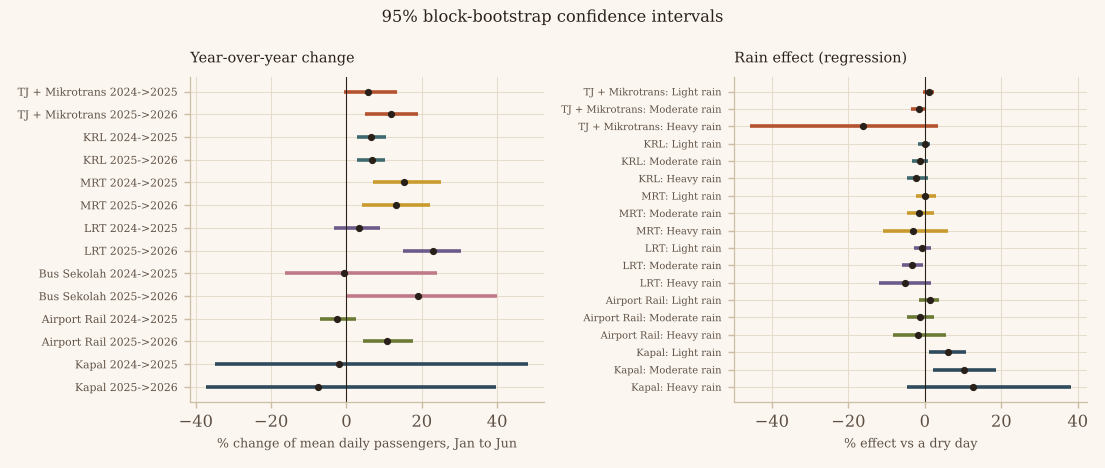 95% block-bootstrap confidence intervals
Year-over-year change
TJ + Mikrotrans 2024->2025
TJ + Mikrotrans 2025->2026
KRL 2024->2025
KRL 2025->2026
MRT 2024->2025
MRT 2025->2026
LRT 2024->2025
LRT 2025->2026
Bus Sekolah 2024->2025
Bus Sekolah 2025->2026
Airport Rail 2024->2025
Airport Rail 2025->2026
Kapal 2024->2025
Kapal 2025->2026
−40 −20 0 20 40
% change of mean daily passengers, Jan to Jun
Rain effect (regression)
TJ + Mikrotrans: Light rain
TJ + Mikrotrans: Moderate rain
TJ + Mikrotrans: Heavy rain
KRL: Light rain
KRL: Moderate rain
KRL: Heavy rain
MRT: Light rain
MRT: Moderate rain
MRT: Heavy rain
LRT: Light rain
LRT: Moderate rain
LRT: Heavy rain
Airport Rail: Light rain
Airport Rail: Moderate rain
Airport Rail: Heavy rain
Kapal: Light rain
Kapal: Moderate rain
Kapal: Heavy rain
−40 −20 0 20 40
% effect vs a dry day